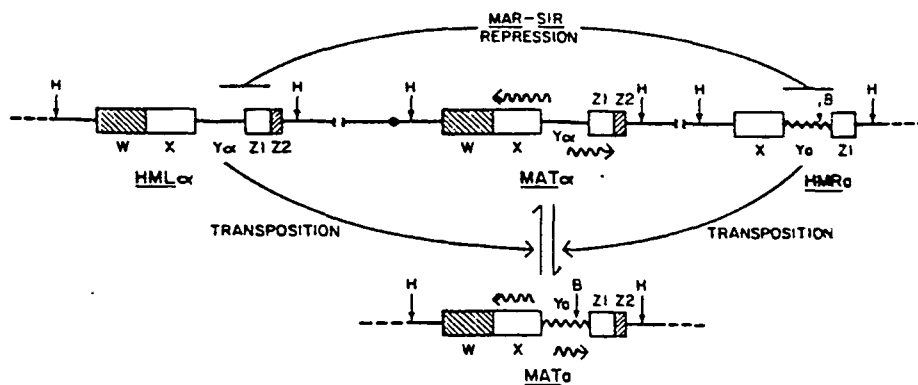 MAR-SIR
REPRESSION
H H H Z1 Z2 H H B H
W X Yα Z1 Z2 W X Yα X Ya Z1
HMLα MATα HMRa
TRANSPOSITION TRANSPOSITION
H Ya B Z1 Z2 H
W X
MATa